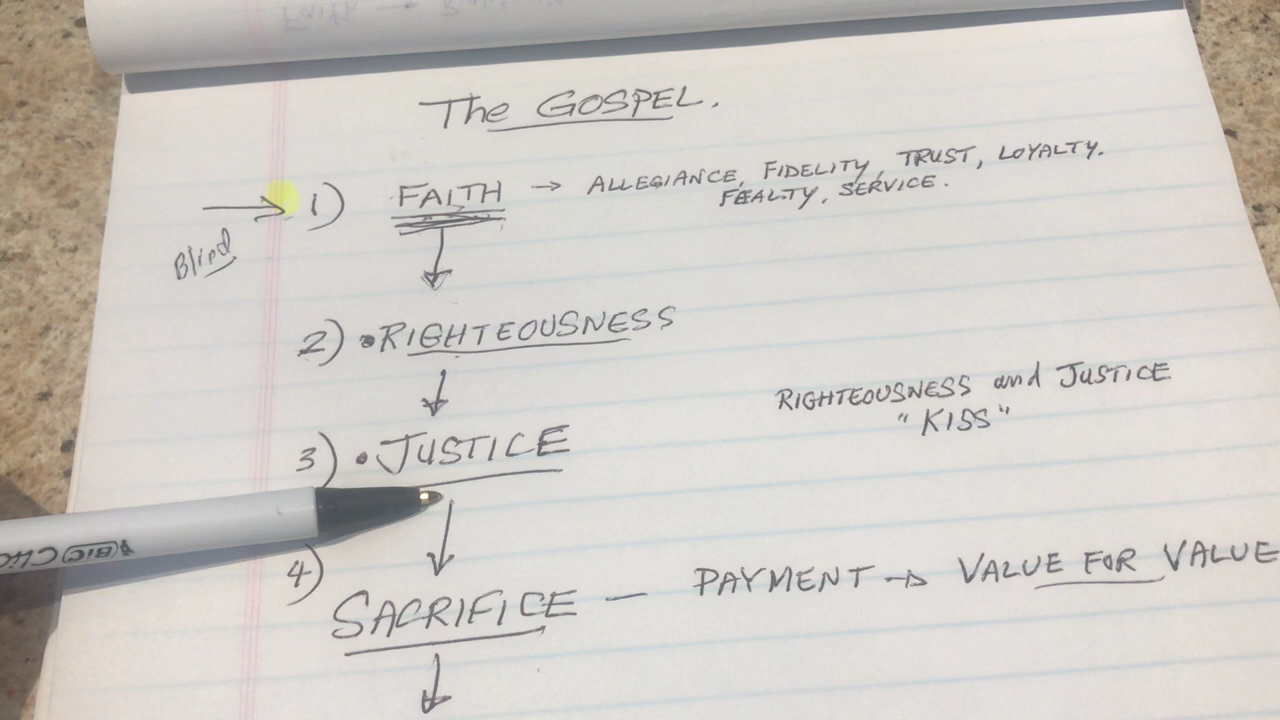 The GOSPEL.
1) FAITH → ALLEGIANCE, FIDELITY, TRUST, LOYALTY.
FEALTY, SERVICE.
Blind
2) •RIGHTEOUSNESS
RIGHTEOUSNESS and JUSTICE
"KISS"
3) •JUSTICE
BIC CLIC
4)
SACRIFICE — PAYMENT → VALUE FOR VALUE